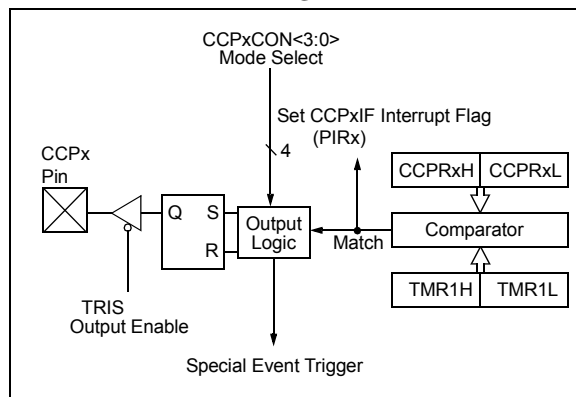 CCPxCON<3:0>
Mode Select
Set CCPxIF Interrupt Flag
(PIRx)
4
CCPx
Pin
CCPRxH CCPRxL
Q S
Output
Logic
R
Match
Comparator
TRIS
Output Enable
TMR1H TMR1L
Special Event Trigger